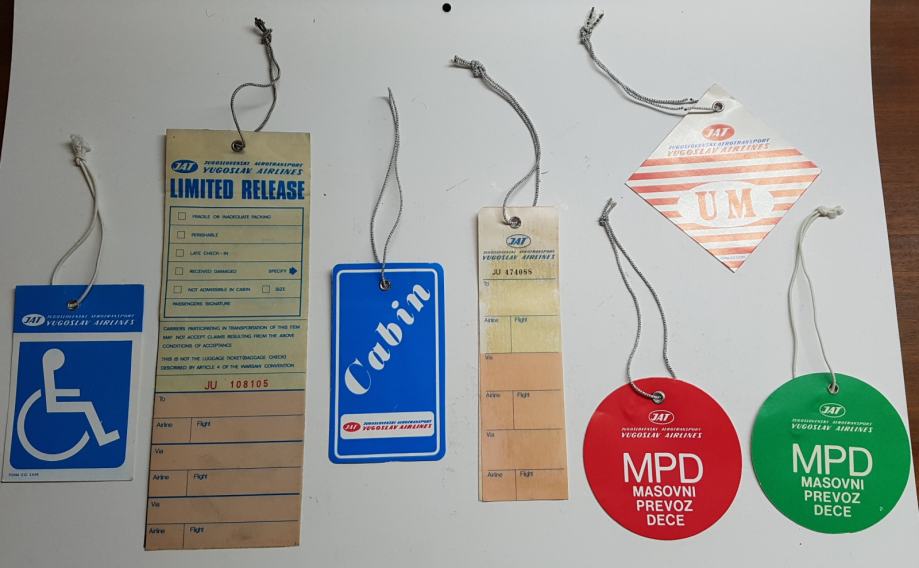 JAT JUGOSLOVENSKI AEROTRANSPORT
YUGOSLAV AIRLINES
JAT JUGOSLOVENSKI AEROTRANSPORT
YUGOSLAV AIRLINES
LIMITED RELEASE
FRAGILE OR INADEQUATE PACKING
PERISHABLE
LATE CHECK-IN
RECEIVED DAMAGED SPECIFY
NOT ADMISSIBLE IN CABIN SIZE
PASSENGERS SIGNATURE
CARRIERS PARTICIPATING IN TRANSPORTATION OF THIS ITEM
MAY NOT ACCEPT CLAIMS RESULTING FROM THE ABOVE
CONDITIONS OF ACCEPTANCE
THIS IS NOT THE LUGGAGE TICKET(BAGGAGE CHECK)
DESCRIBED BY ARTICLE 4 OF THE WARSAW CONVENTION
JU 108105
To
Airline Flight
Via
Airline Flight
Via
Airline Flight
Cabin
JAT JUGOSLOVENSKI AEROTRANSPORT
YUGOSLAV AIRLINES
JAT
JUGOSLOVENSKI AEROTRANSPORT
YUGOSLAV AIRLINES
JU 474088
To
Airline Flight
Via
Airline Flight
Via
Airline Flight
JAT
JUGOSLOVENSKI AEROTRANSPORT
YUGOSLAV AIRLINES
UM
JAT
JUGOSLOVENSKI AEROTRANSPORT
YUGOSLAV AIRLINES
MPD
MASOVNI
PREVOZ
DECE
JAT
JUGOSLOVENSKI AEROTRANSPORT
YUGOSLAV AIRLINES
MPD
MASOVNI
PREVOZ
DECE